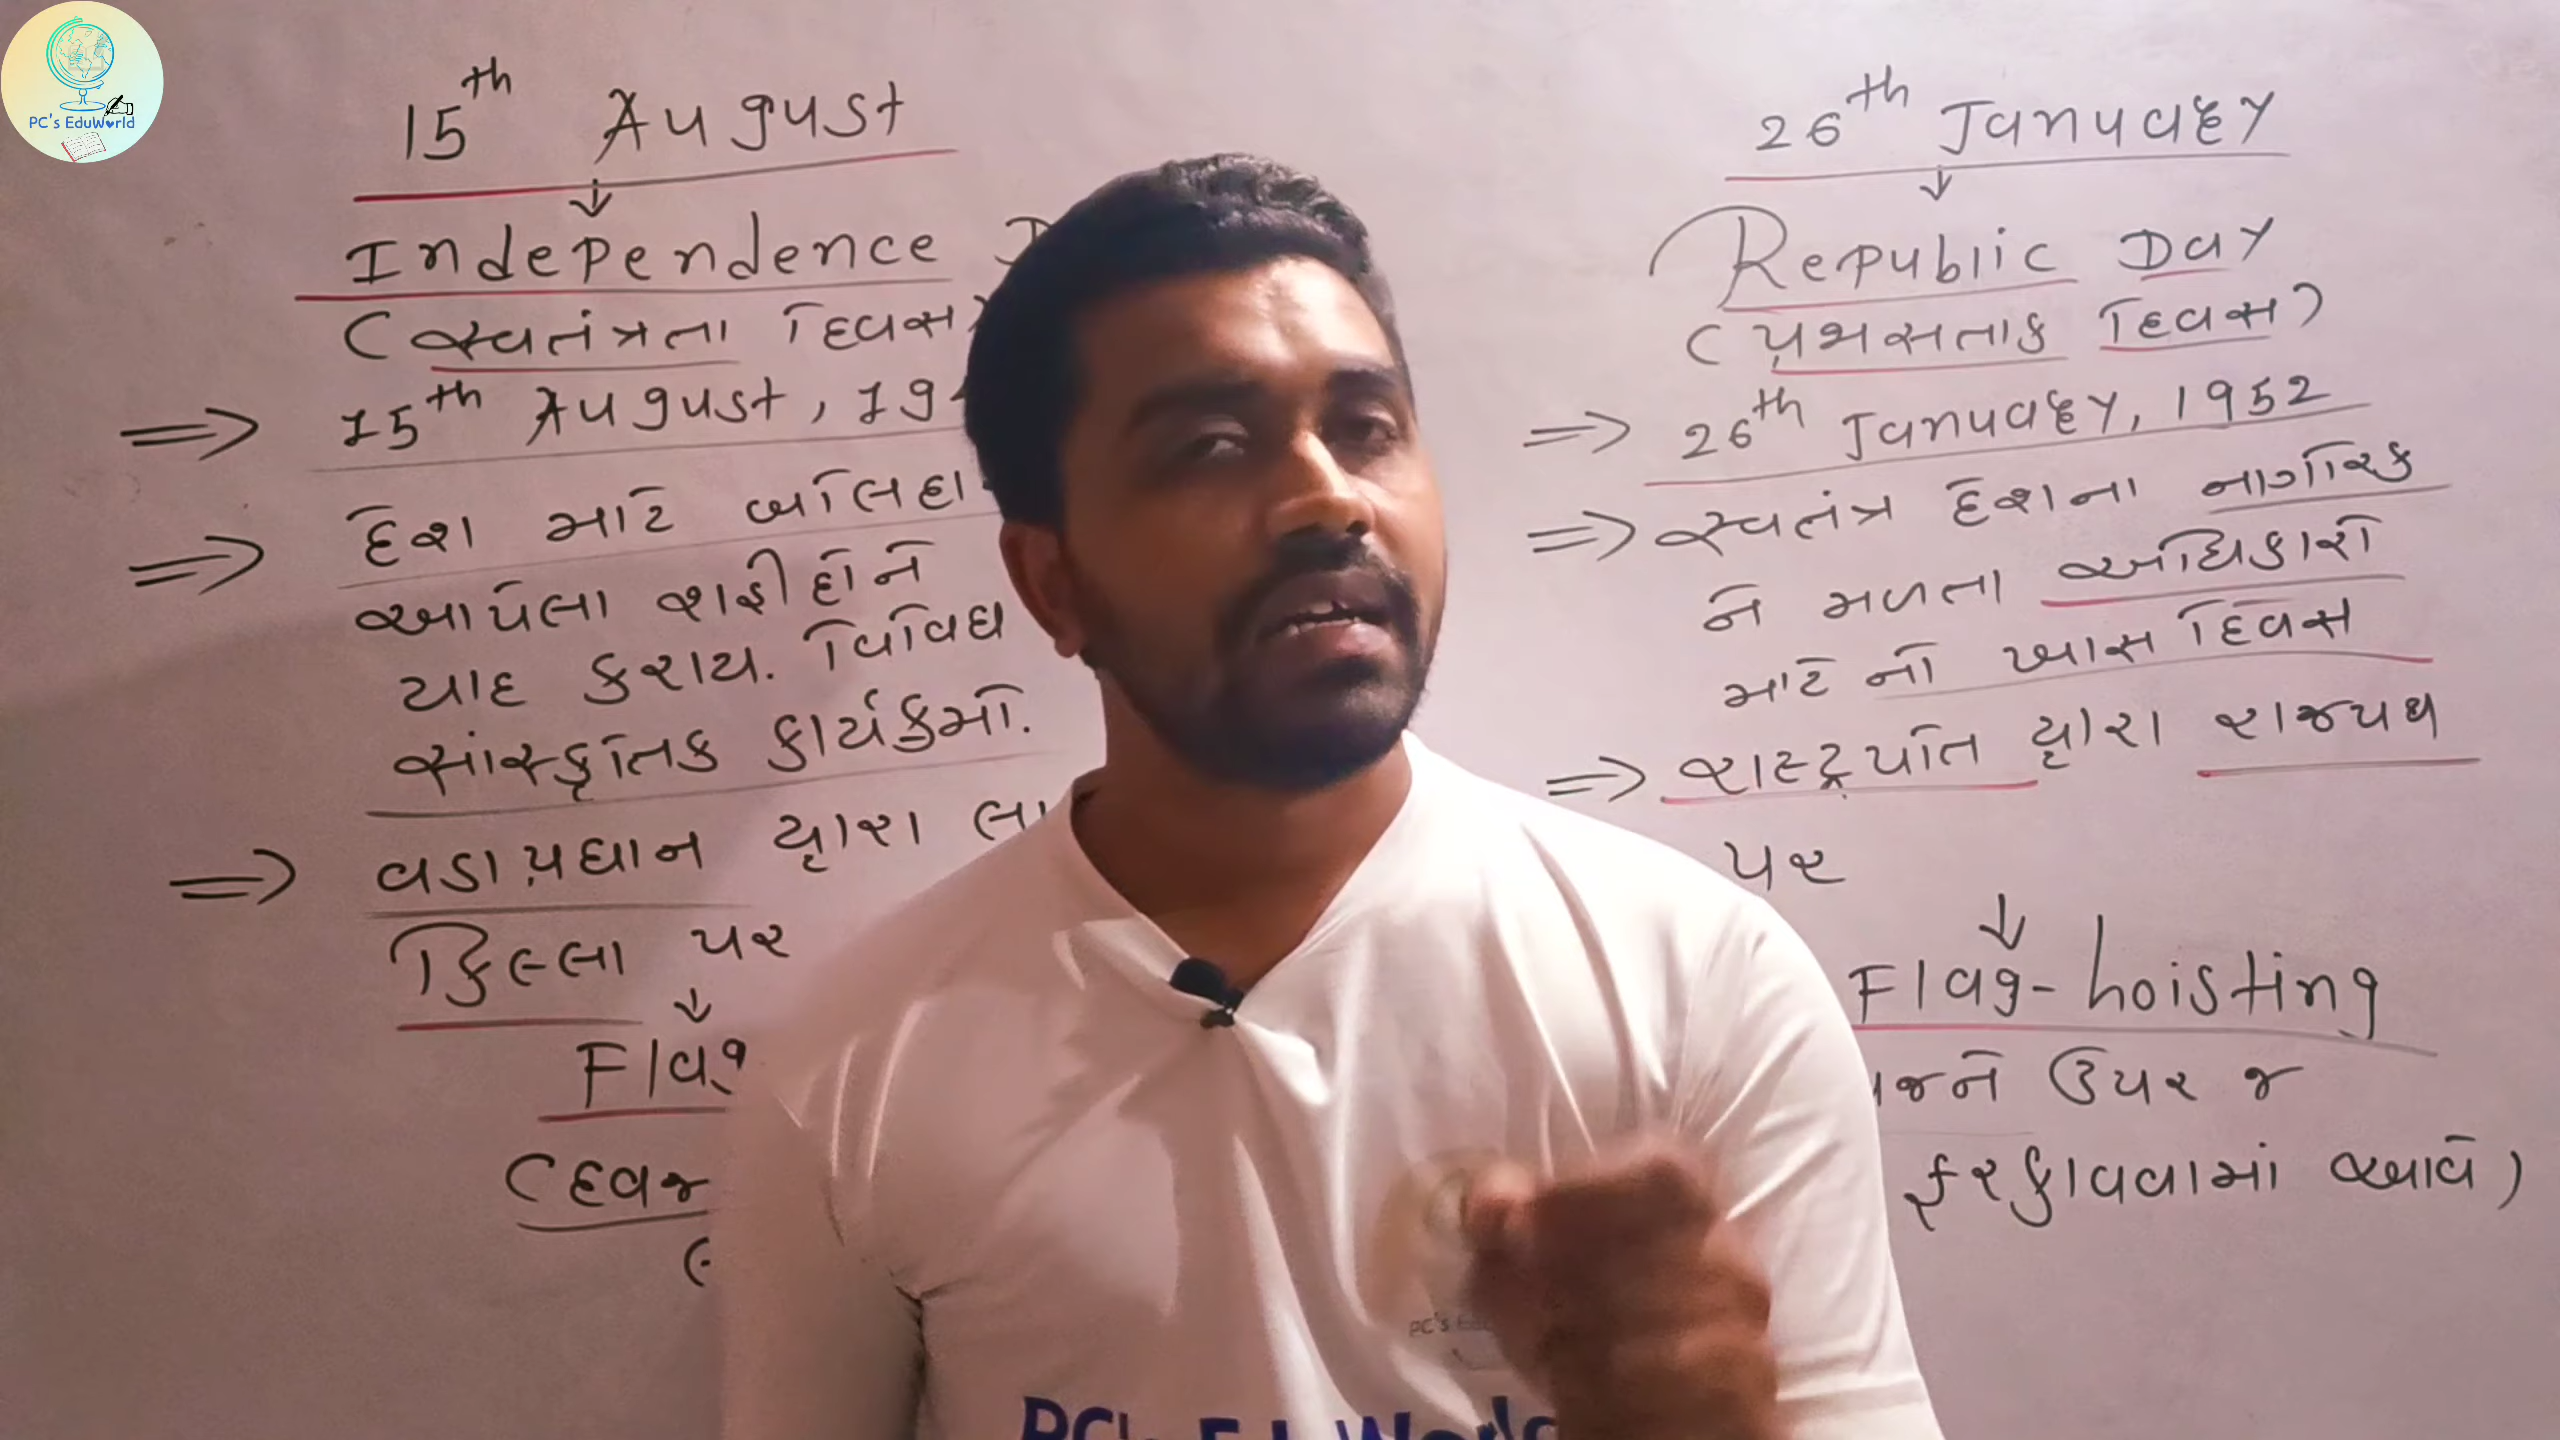 PC's EduWorld
15th August
↓
Independence
(સ્વતંત્રતા દિવસ)
⇒ 15th August, 19
⇒ દેશ માટે
આપેલા શહીદોને
યાદ કરાય. વિવિધ
સાંસ્કૃતિક કાર્યક્રમો.
⇒ વડાપ્રધાન દ્વારા
કિલ્લા પર
↓
Flag
26th January
↓
Republic Day
(પ્રજાસતાક દિવસ)
⇒ 26th January, 1952
⇒ સ્વતંત્ર દેશના નાગરિક
ને મળતા અધિકારો
માટે નો ખાસ દિવસ
⇒ રાષ્ટ્રપતિ દ્વારા રાજપથ
પર
↓
Flag-hoisting
ઉપર જ
ફરકાવવામાં આવે)
PC's